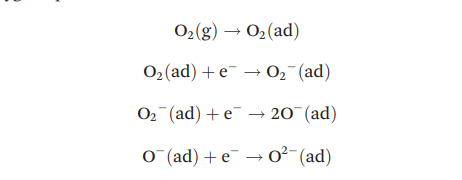 O₂(g) → O₂(ad)
O₂(ad) + e⁻ → O₂⁻(ad)
O₂⁻(ad) + e⁻ → 2O⁻(ad)
O⁻(ad) + e⁻ → O²⁻(ad)